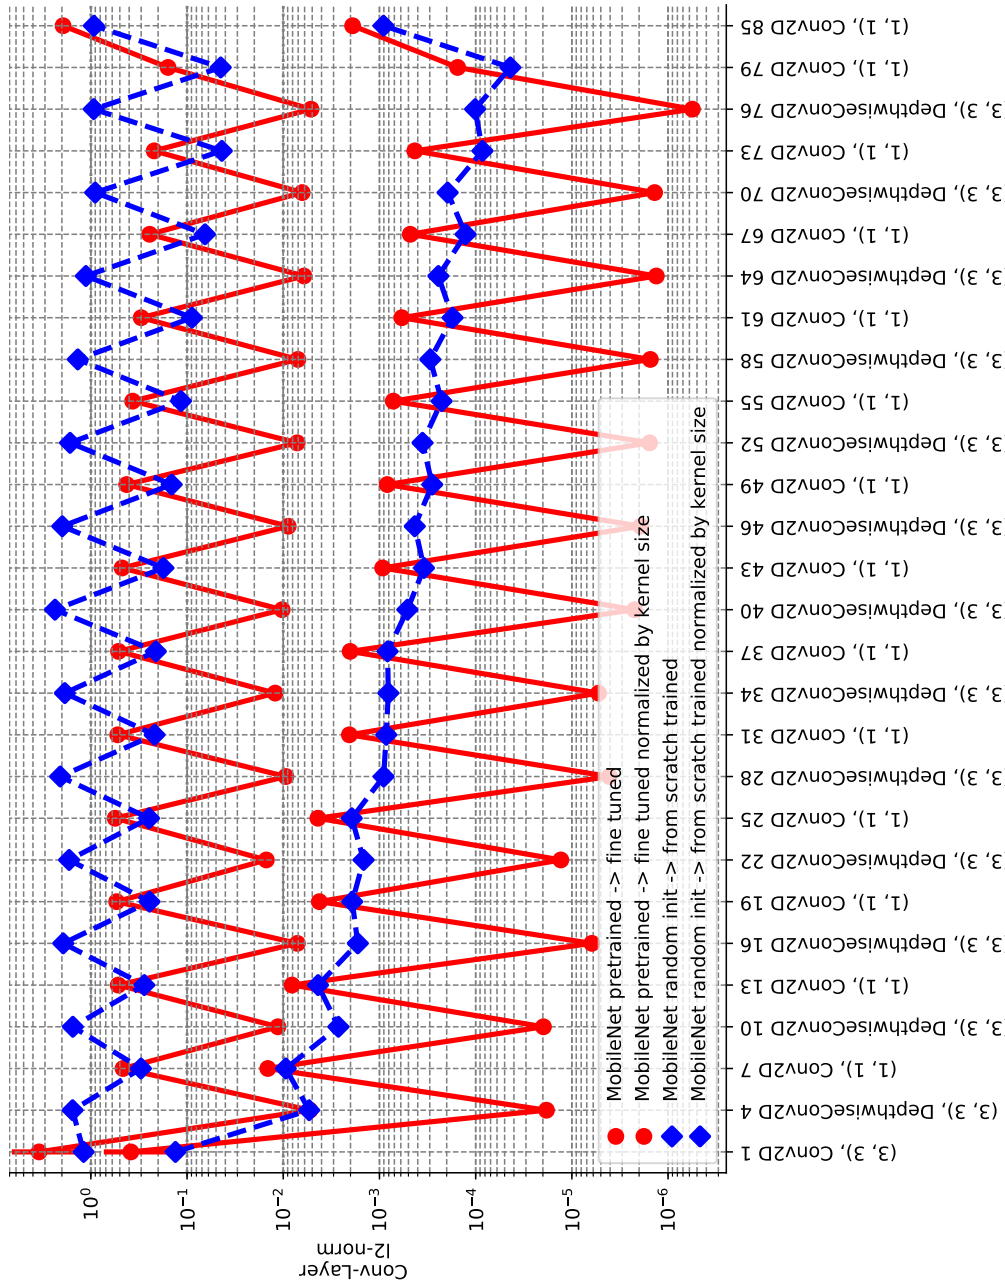 Conv-Layer
l2-norm
10⁰
10⁻¹
10⁻²
10⁻³
10⁻⁴
10⁻⁵
10⁻⁶
MobileNet pretrained -> fine tuned
MobileNet pretrained -> fine tuned normalized by kernel size
MobileNet random init -> from scratch trained
MobileNet random init -> from scratch trained normalized by kernel size
(3, 3), Conv2D 1
(3, 3), DepthwiseConv2D 4
(1, 1), Conv2D 7
3, 3), DepthwiseConv2D 10
(1, 1), Conv2D 13
3, 3), DepthwiseConv2D 16
(1, 1), Conv2D 19
3, 3), DepthwiseConv2D 22
(1, 1), Conv2D 25
3, 3), DepthwiseConv2D 28
(1, 1), Conv2D 31
3, 3), DepthwiseConv2D 34
(1, 1), Conv2D 37
3, 3), DepthwiseConv2D 40
(1, 1), Conv2D 43
3, 3), DepthwiseConv2D 46
(1, 1), Conv2D 49
3, 3), DepthwiseConv2D 52
(1, 1), Conv2D 55
3, 3), DepthwiseConv2D 58
(1, 1), Conv2D 61
3, 3), DepthwiseConv2D 64
(1, 1), Conv2D 67
3, 3), DepthwiseConv2D 70
(1, 1), Conv2D 73
3, 3), DepthwiseConv2D 76
(1, 1), Conv2D 79
(1, 1), Conv2D 85